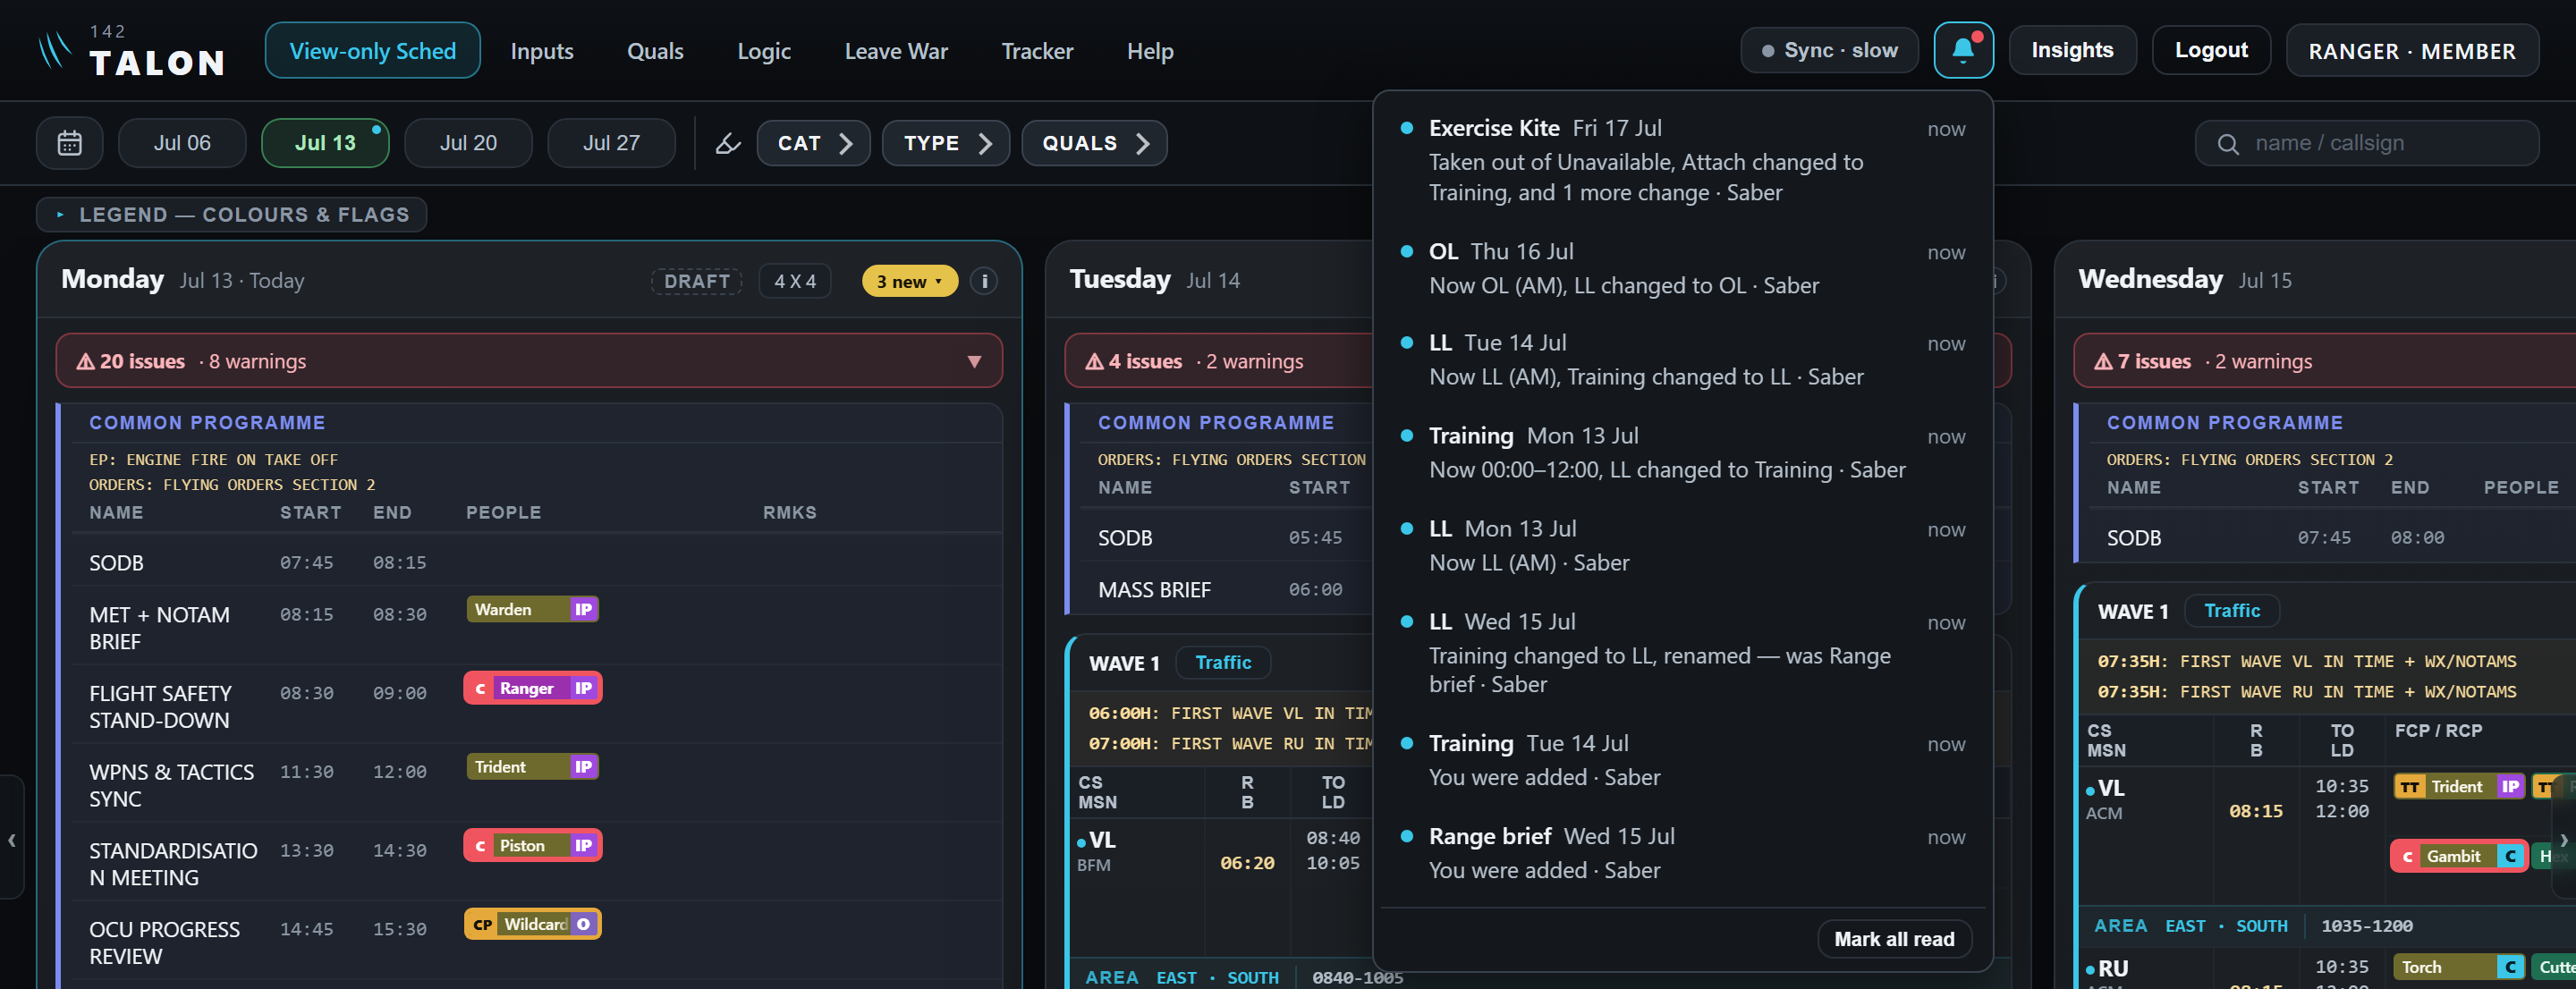 142
TALON
View-only Sched
Inputs
Quals
Logic
Leave War
Tracker
Help
Sync · slow
Insights
Logout
RANGER · MEMBER
Jul 06
Jul 13
Jul 20
Jul 27
CAT
TYPE
QUALS
name / callsign
LEGEND — COLOURS & FLAGS
Monday Jul 13 · Today
DRAFT
4 X 4
3 new
i
20 issues · 8 warnings
COMMON PROGRAMME
EP: ENGINE FIRE ON TAKE OFF
ORDERS: FLYING ORDERS SECTION 2
NAME START END PEOPLE RMKS
SODB 07:45 08:15
MET + NOTAM BRIEF 08:15 08:30 Warden IP
FLIGHT SAFETY STAND-DOWN 08:30 09:00 C Ranger IP
WPNS & TACTICS SYNC 11:30 12:00 Trident IP
STANDARDISATIO
N MEETING 13:30 14:30 C Piston IP
OCU PROGRESS REVIEW 14:45 15:30 CP Wildcard O
Tuesday Jul 14
i
4 issues · 2 warnings
COMMON PROGRAMME
ORDERS: FLYING ORDERS SECTION
NAME START
SODB 05:45
MASS BRIEF 06:00
WAVE 1 Traffic
06:00H: FIRST WAVE VL IN TIM
07:00H: FIRST WAVE RU IN TIM
CS MSN
R B
TO LD
VL
BFM
06:20
08:40
10:05
AREA EAST · SOUTH 0840-1005
Exercise Kite Fri 17 Jul now
Taken out of Unavailable, Attach changed to
Training, and 1 more change · Saber
OL Thu 16 Jul now
Now OL (AM), LL changed to OL · Saber
LL Tue 14 Jul now
Now LL (AM), Training changed to LL · Saber
Training Mon 13 Jul now
Now 00:00–12:00, LL changed to Training · Saber
LL Mon 13 Jul now
Now LL (AM) · Saber
LL Wed 15 Jul now
Training changed to LL, renamed — was Range
brief · Saber
Training Tue 14 Jul now
You were added · Saber
Range brief Wed 15 Jul now
You were added · Saber
Mark all read
Wednesday Jul 15
7 issues · 2 warnings
COMMON PROGRAMME
ORDERS: FLYING ORDERS SECTION 2
NAME START END PEOPLE
SODB 07:45 08:00
WAVE 1 Traffic
07:35H: FIRST WAVE VL IN TIME + WX/NOTAMS
07:35H: FIRST WAVE RU IN TIME + WX/NOTAMS
CS MSN
R B
TO LD
FCP / RCP
VL
ACM
08:15
10:35
12:00
TT Trident IP
C Gambit C
AREA EAST · SOUTH 1035-1200
RU
10:35
Torch C
Cutte